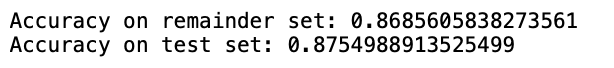 Accuracy on remainder set: 0.8685605838273561
Accuracy on test set: 0.8754988913525499